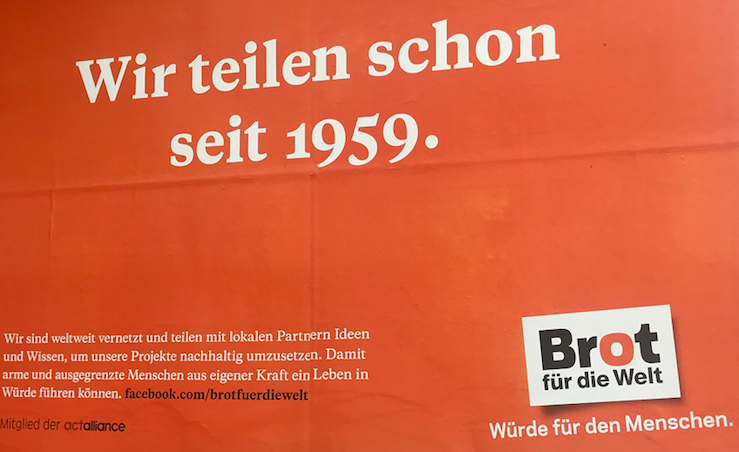 Wir teilen schon
seit 1959.
Wir sind weltweit vernetzt und teilen mit lokalen Partnern Ideen
und Wissen, um unsere Projekte nachhaltig umzusetzen. Damit
arme und ausgegrenzte Menschen aus eigener Kraft ein Leben in
Würde führen können. facebook.com/brotfuerdiewelt
Mitglied der actalliance
Brot
für die Welt
Würde für den Menschen.